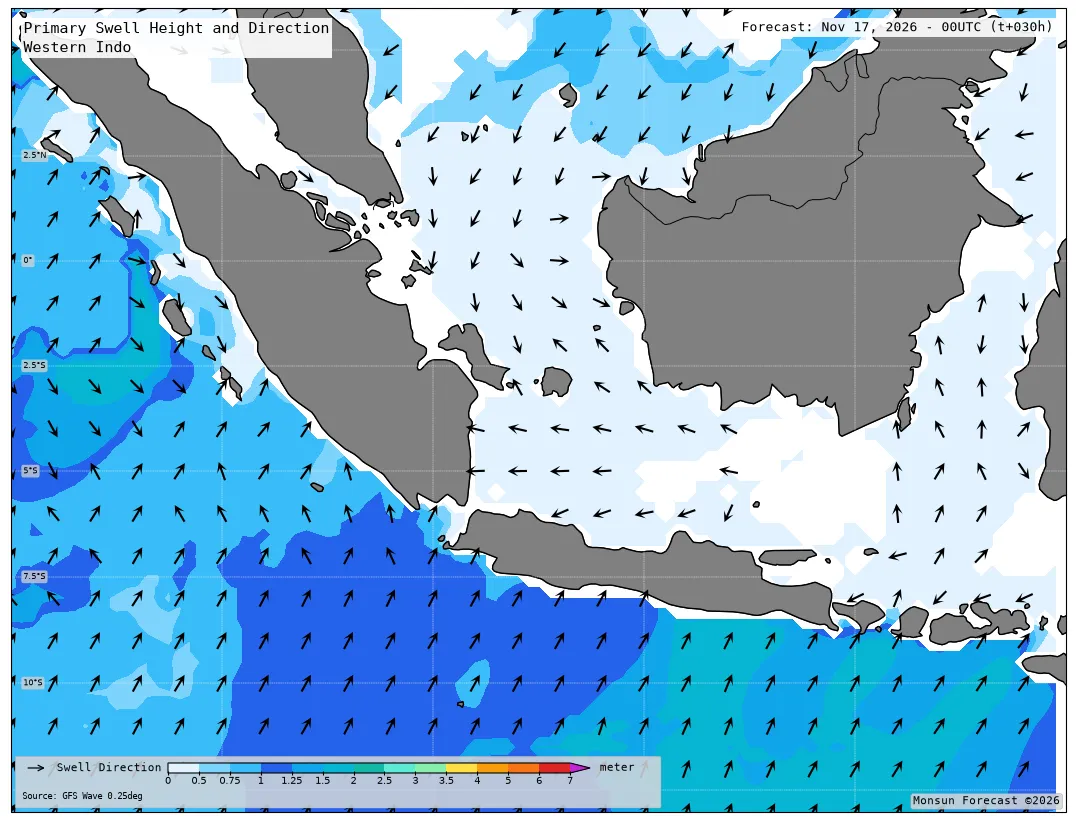 Primary Swell Height and Direction
Western Indo
Forecast: Nov 17, 2026 - 00UTC (t+030h)
2.5°N
0°
2.5°S
5°S
7.5°S
10°S
Swell Direction
meter
0 0.5 0.75 1 1.25 1.5 2 2.5 3 3.5 4 5 6 7
Source: GFS Wave 0.25deg
Monsun Forecast ©2026